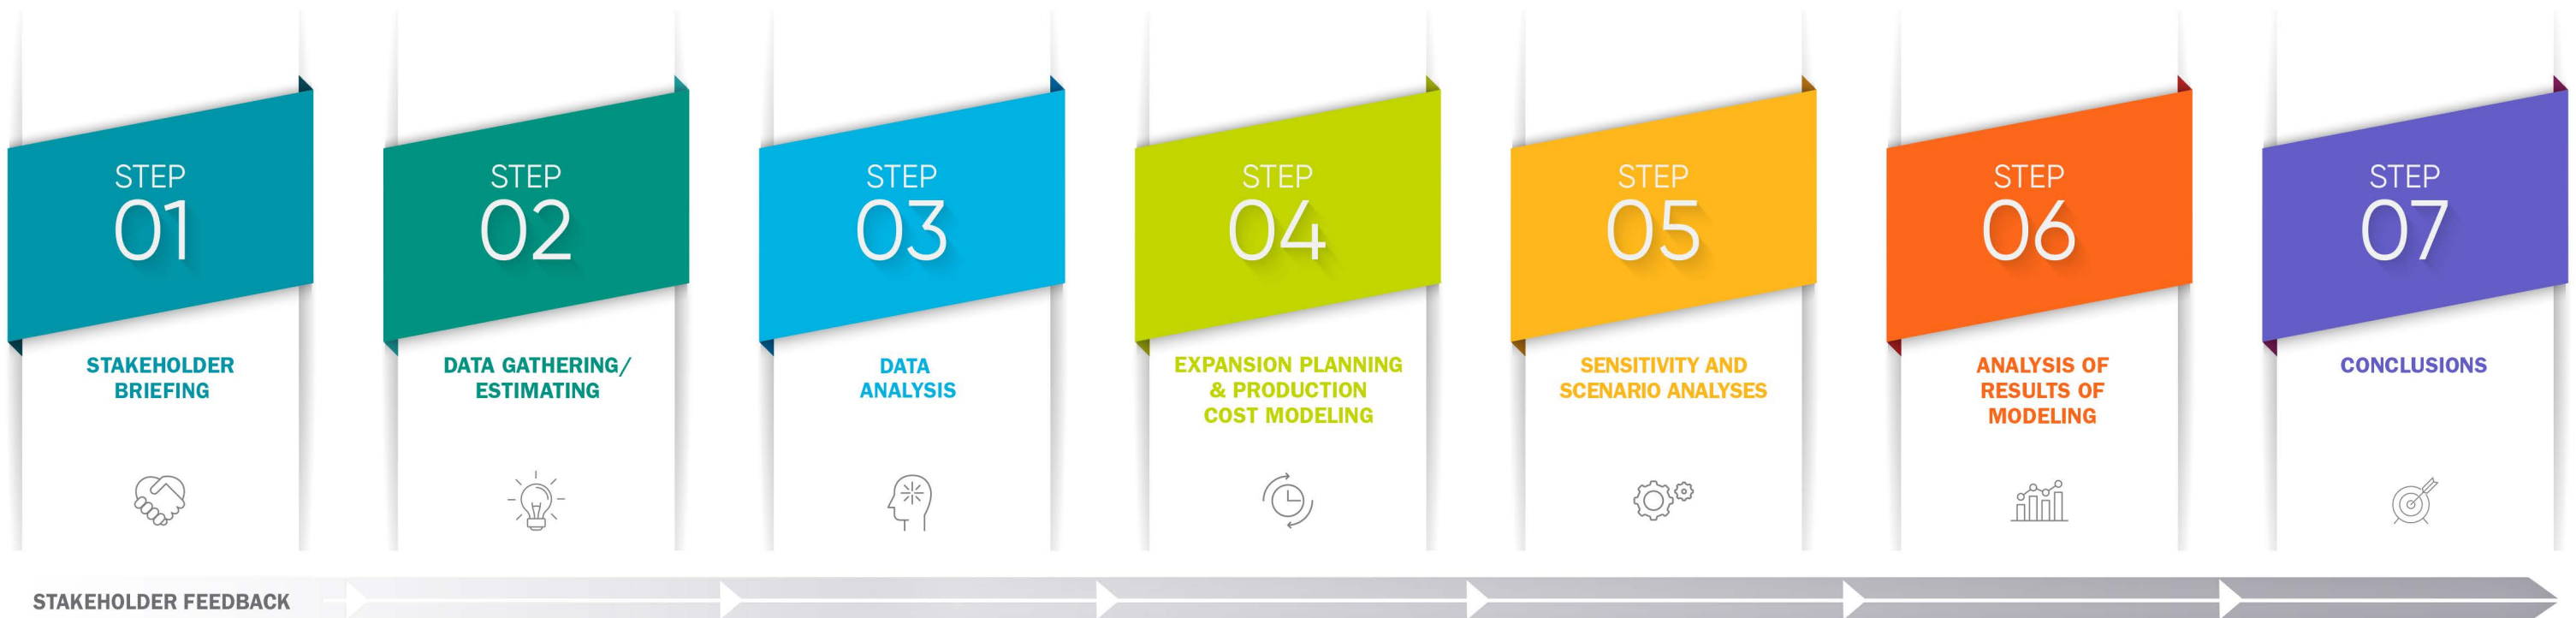 STEP
01
STAKEHOLDER
BRIEFING
STEP
02
DATA GATHERING/
ESTIMATING
STEP
03
DATA
ANALYSIS
STEP
04
EXPANSION PLANNING
& PRODUCTION
COST MODELING
STEP
05
SENSITIVITY AND
SCENARIO ANALYSES
STEP
06
ANALYSIS OF
RESULTS OF
MODELING
STEP
07
CONCLUSIONS
STAKEHOLDER FEEDBACK